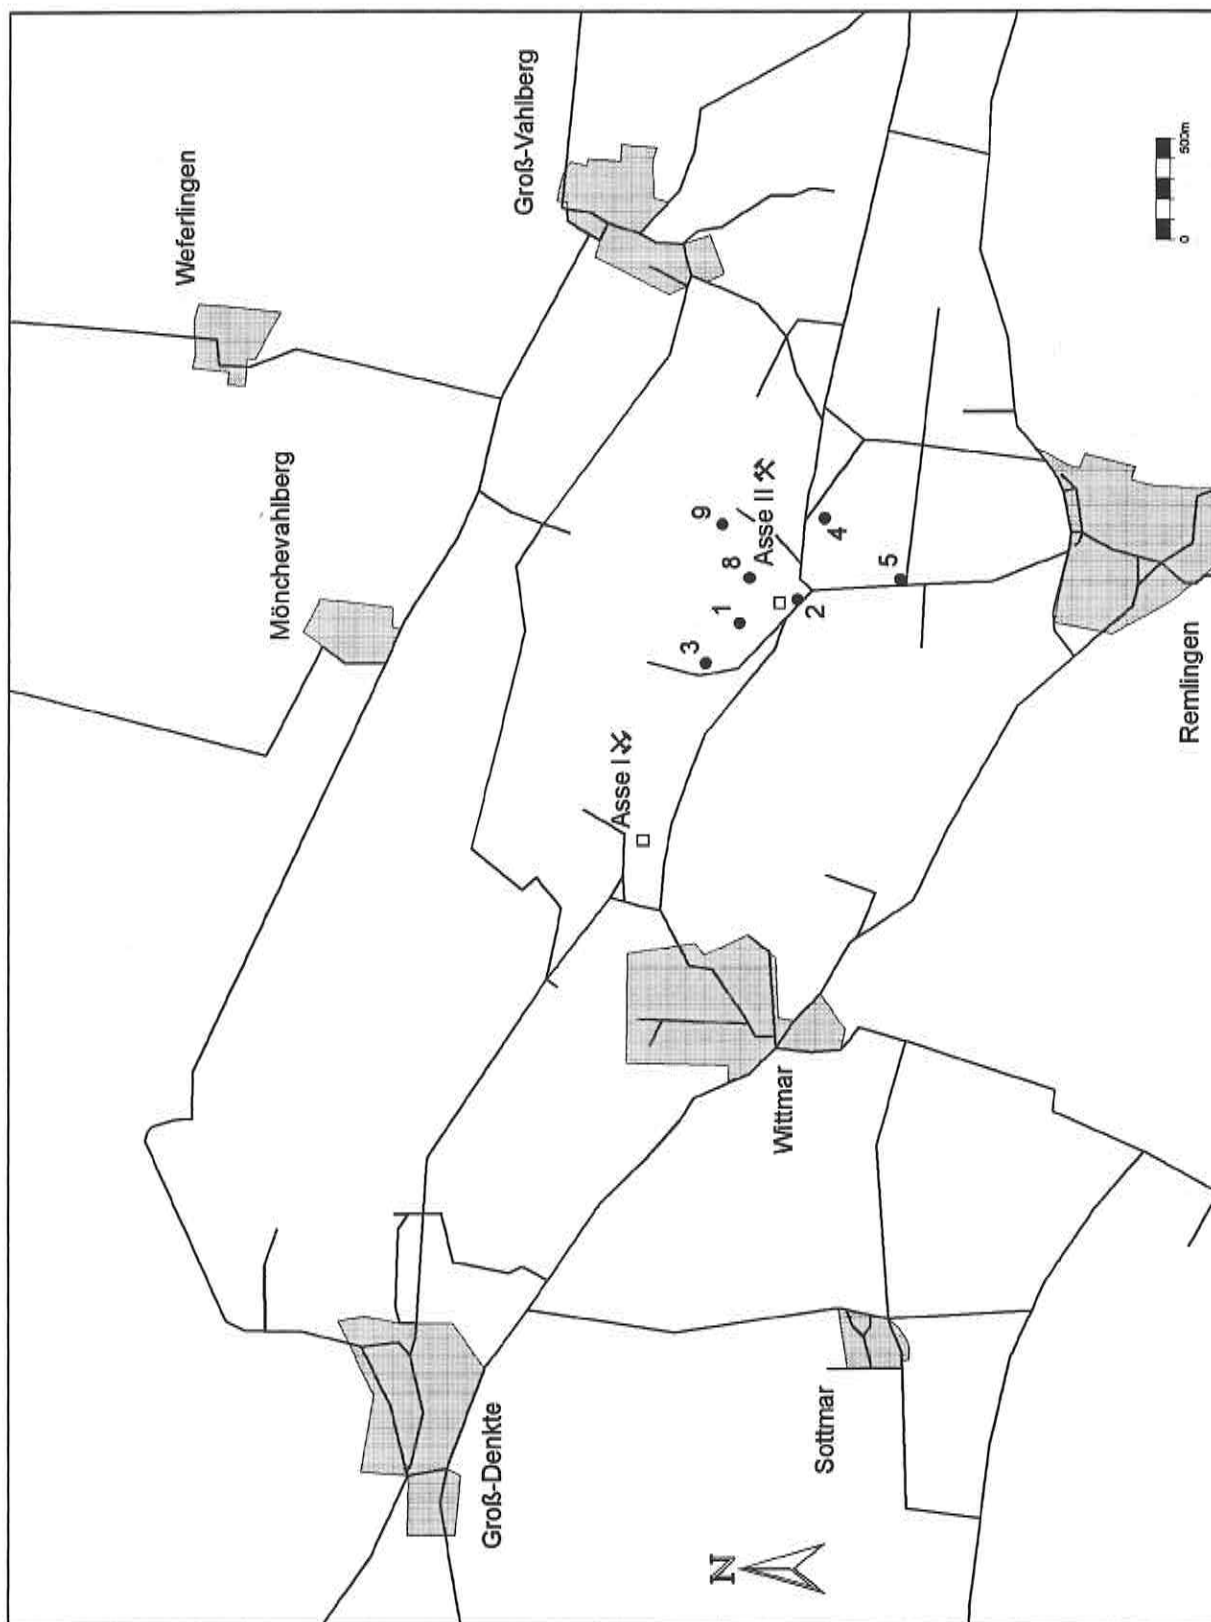 Weferlingen
Mönchevahlberg
Groß-Denkte
Groß-Vahlberg
Asse I
3
9
N
1
8
Asse II
Wittmar
2
Sottmar
4
5
Remlingen
0 500m